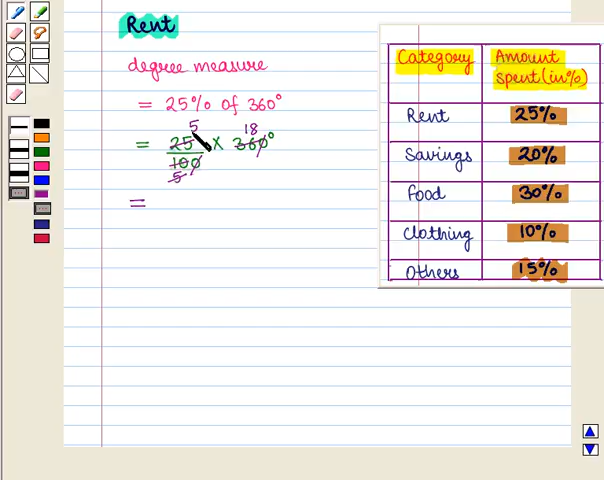 Rent
degree measure
= 25% of 360°
5 18
= 25/100 × 360°
5
=
Category Amount spent (in %)
Rent 25%
Savings 20%
Food 30%
Clothing 10%
Others 15%